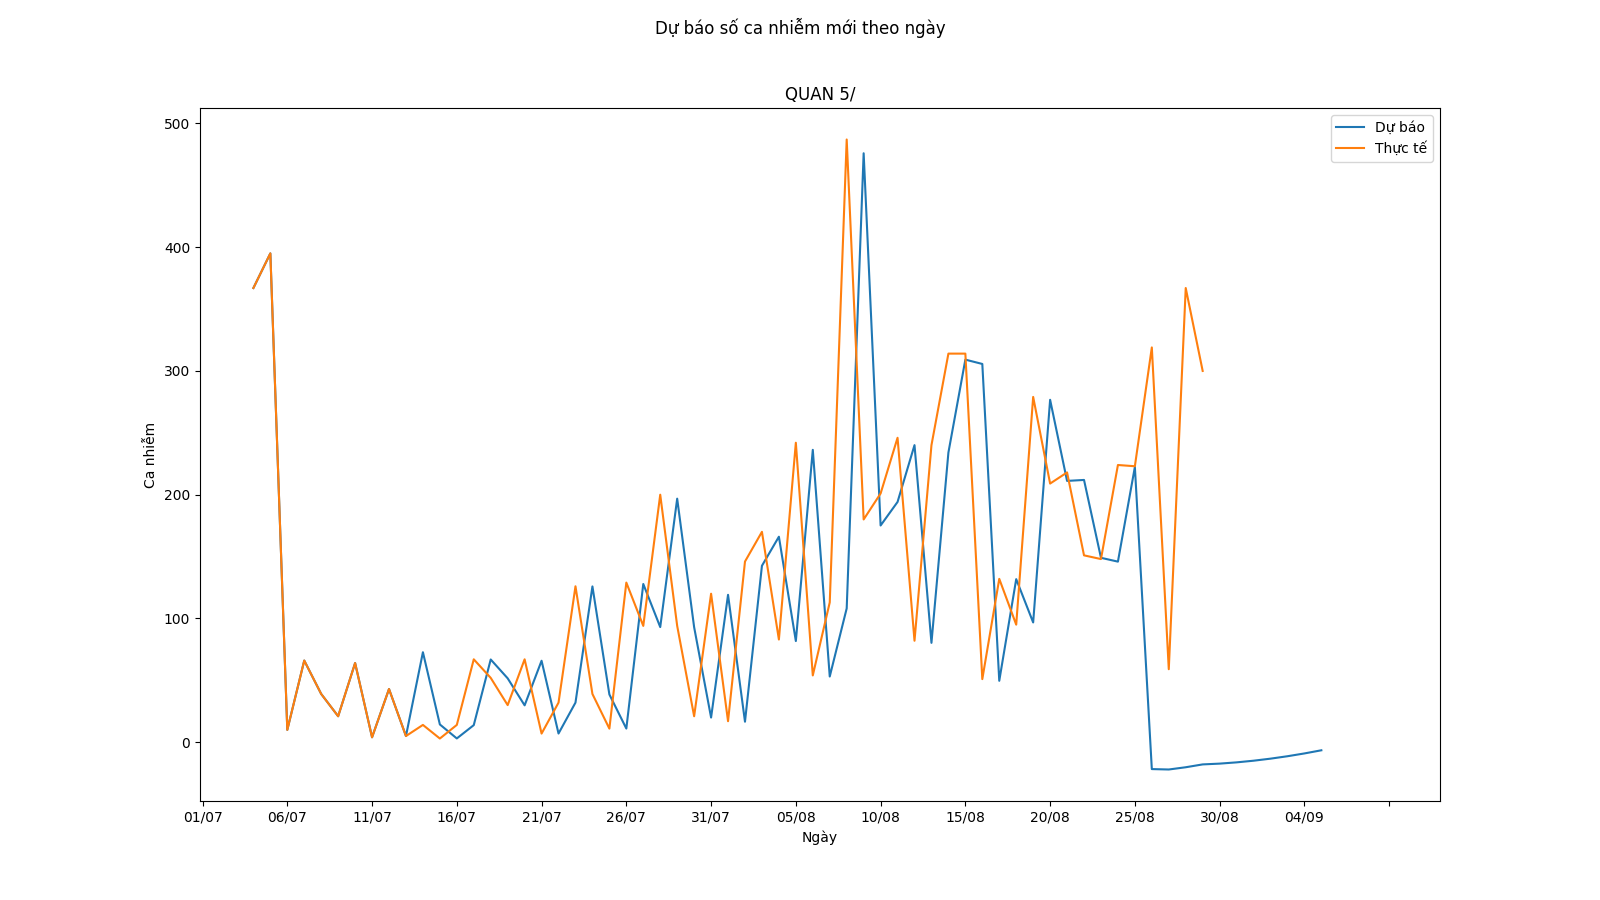 Dự báo số ca nhiễm mới theo ngày
QUAN 5/
Dự báo
Thực tế
500
400
300
200
100
0
Ca nhiễm
01/07 06/07 11/07 16/07 21/07 26/07 31/07 05/08 10/08 15/08 20/08 25/08 30/08 04/09
Ngày